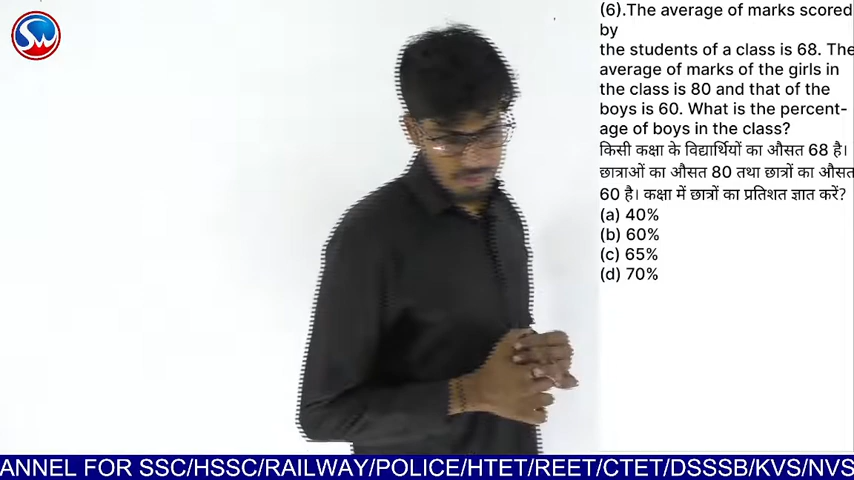 SW
(6).The average of marks scored
by
the students of a class is 68. The
average of marks of the girls in
the class is 80 and that of the
boys is 60. What is the percent-
age of boys in the class?
किसी कक्षा के विद्यार्थियों का औसत 68 है।
छात्राओं का औसत 80 तथा छात्रों का औसत
60 है। कक्षा में छात्रों का प्रतिशत ज्ञात करें?
(a) 40%
(b) 60%
(c) 65%
(d) 70%
ANNEL FOR SSC/HSSC/RAILWAY/POLICE/HTET/REET/CTET/DSSSB/KVS/NVS